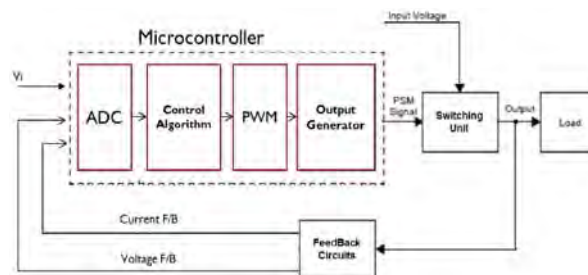 Input Voltage
Microcontroller
Vi
ADC
Control
Algorithm
PWM
Output
Generator
PSM
Signal
Switching
Unit
Output
Load
Current F/B
FeedBack
Circuits
Voltage F/B